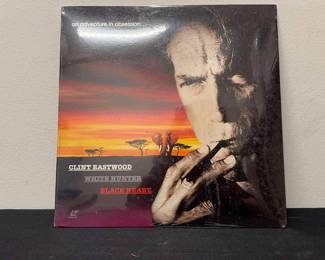 an adventure in obsession...
CLINT EASTWOOD
WHITE HUNTER
BLACK HEART